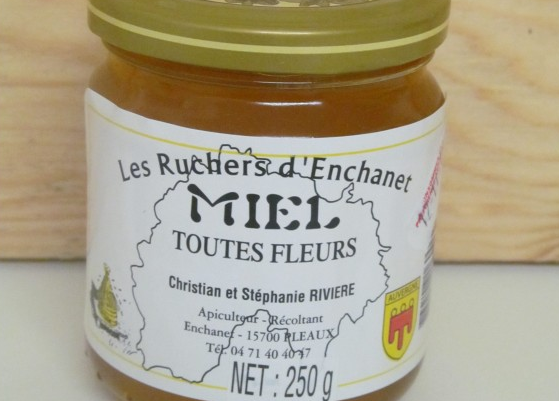 Les Ruchers d'Enchanet
MIEL
TOUTES FLEURS
Christian et Stéphanie RIVIERE
Apiculteur - Récoltant
Enchanet - 15700 PLEAUX
Tél. 04 71 40 40 47
AUVERGNE
NET : 250 g